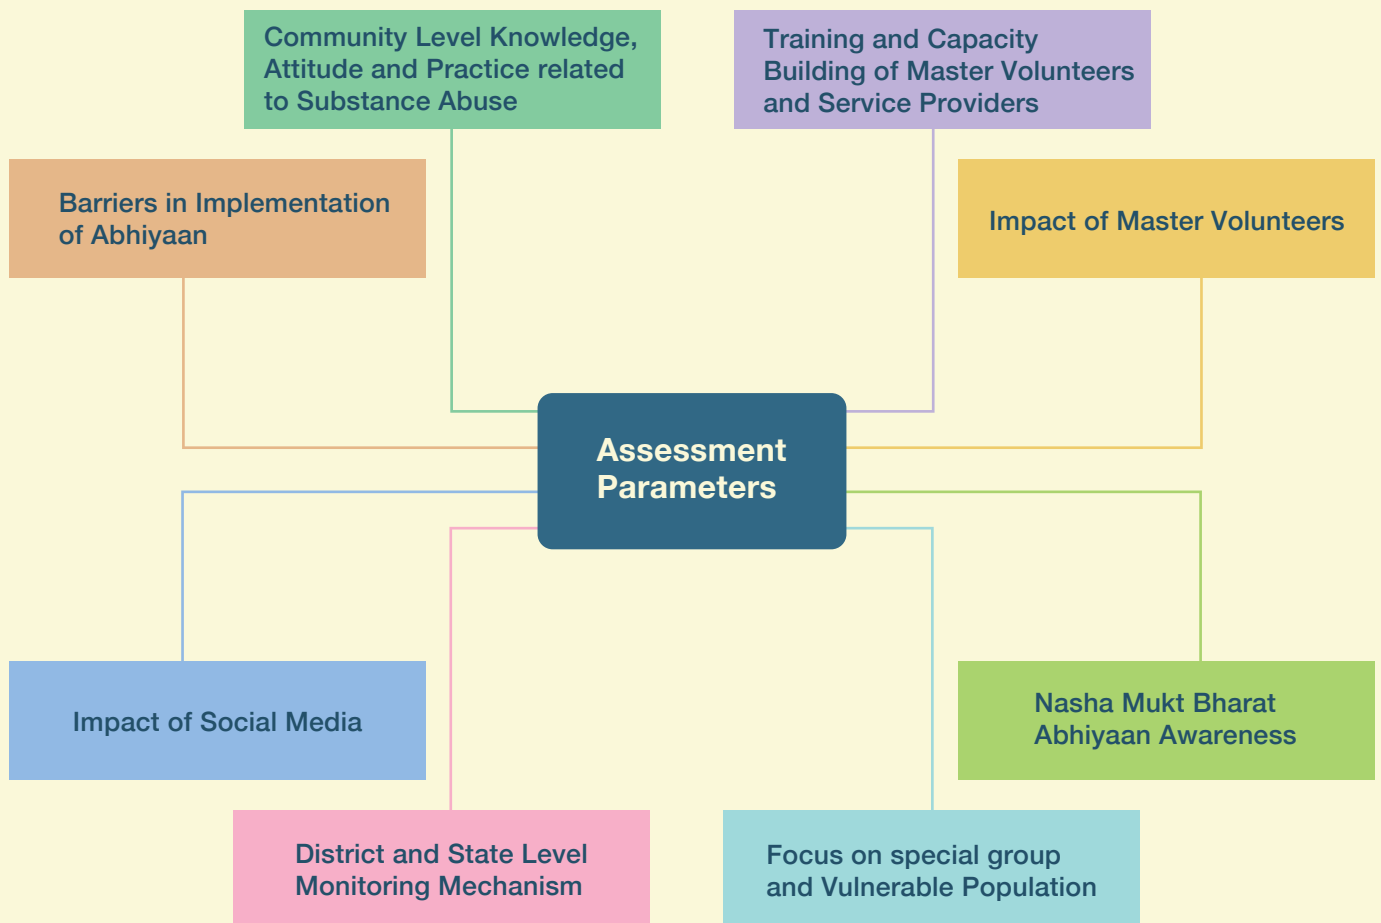 Community Level Knowledge,
Attitude and Practice related
to Substance Abuse
Training and Capacity
Building of Master Volunteers
and Service Providers
Barriers in Implementation
of Abhiyaan
Impact of Master Volunteers
Assessment
Parameters
Impact of Social Media
Nasha Mukt Bharat
Abhiyaan Awareness
District and State Level
Monitoring Mechanism
Focus on special group
and Vulnerable Population